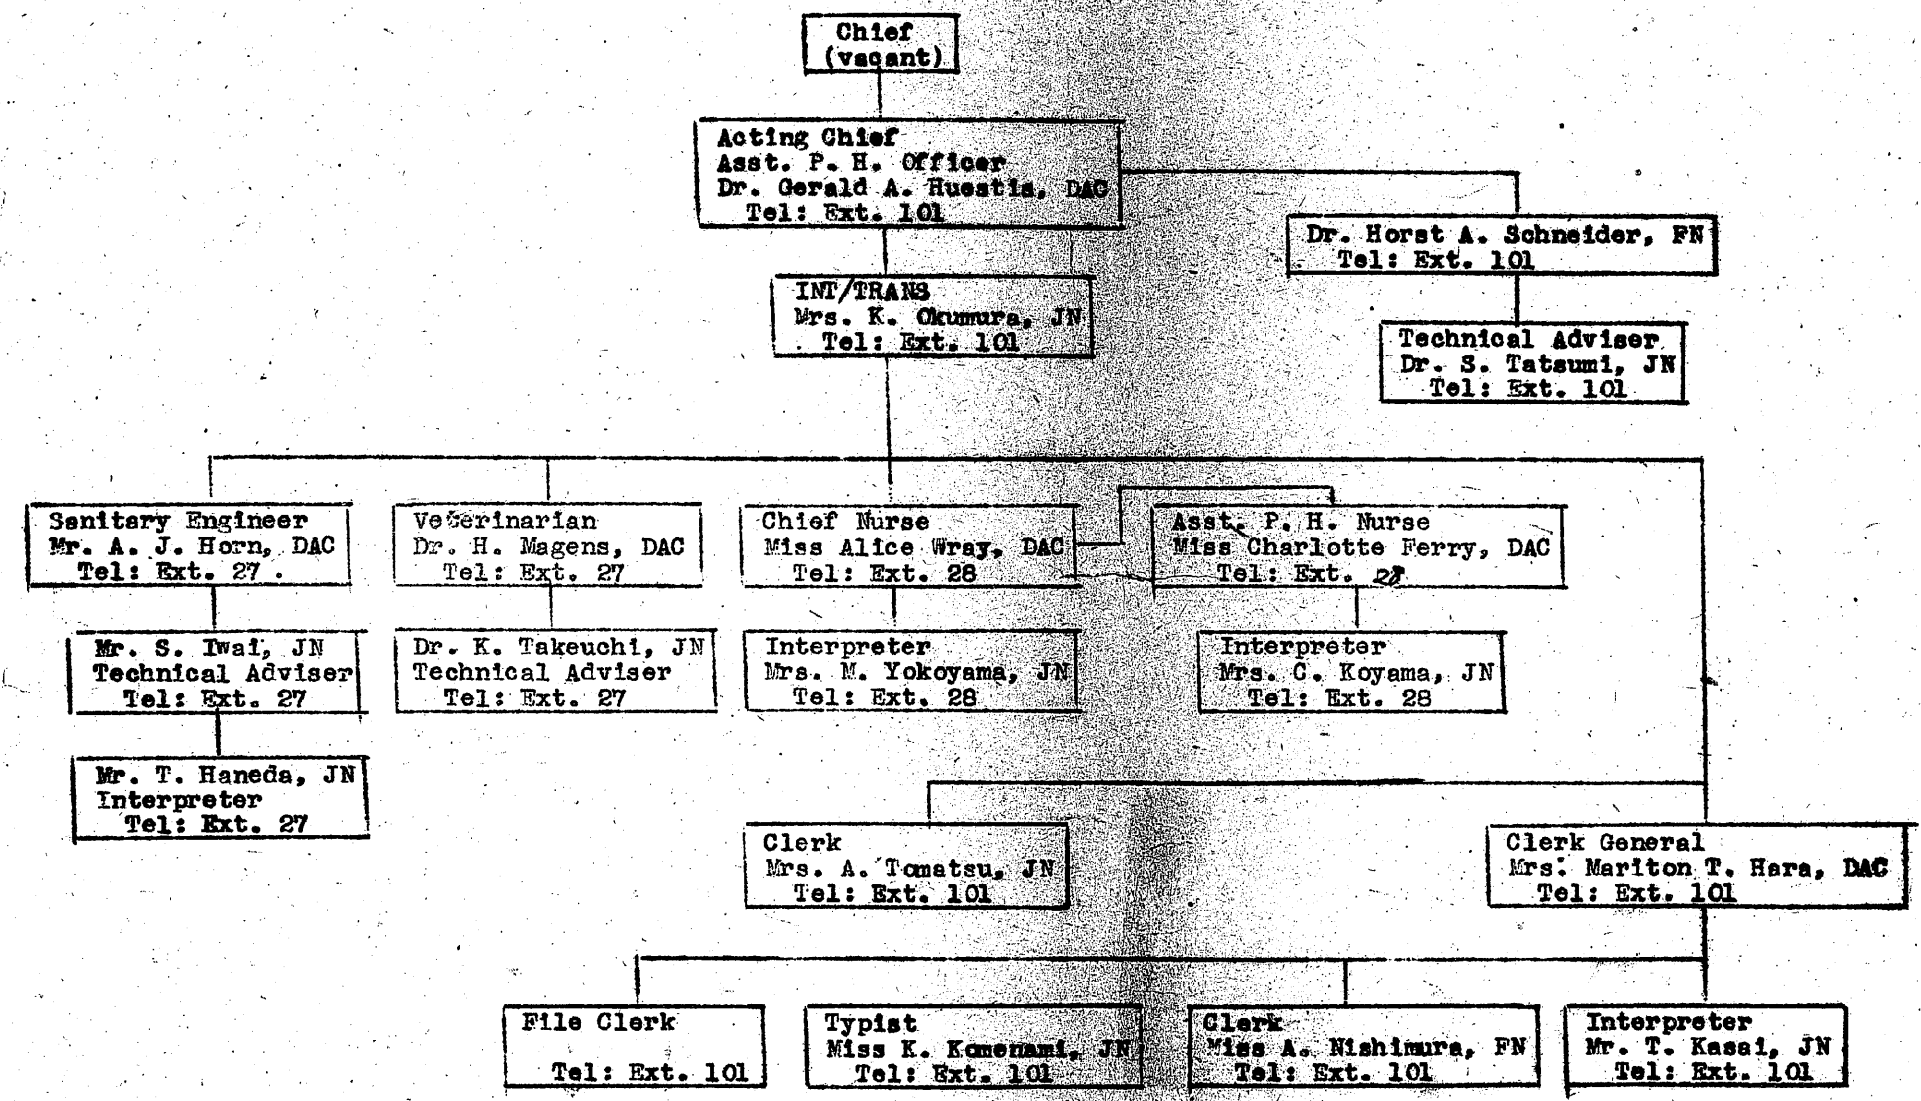 Chief
(vacant)
Acting Chief
Asst. P. H. Officer
Dr. Gerald A. Huestis, DAC
Tel: Ext. 101
Dr. Horst A. Schneider, FN
Tel: Ext. 101
INT/TRANS
Mrs. K. Okumura, JN
Tel: Ext. 101
Technical Adviser
Dr. S. Tatsumi, JN
Tel: Ext. 101
Sanitary Engineer
Mr. A. J. Horn, DAC
Tel: Ext. 27
Veterinarian
Dr. H. Magens, DAC
Tel: Ext. 27
Chief Nurse
Miss Alice Wray, DAC
Tel: Ext. 28
Asst. P. H. Nurse
Miss Charlotte Ferry, DAC
Tel: Ext. 28
Mr. S. Iwai, JN
Technical Adviser
Tel: Ext. 27
Dr. K. Takeuchi, JN
Technical Adviser
Tel: Ext. 27
Interpreter
Mrs. M. Yokoyama, JN
Tel: Ext. 28
Interpreter
Mrs. C. Koyama, JN
Tel: Ext. 28
Mr. T. Haneda, JN
Interpreter
Tel: Ext. 27
Clerk
Mrs. A. Tomatsu, JN
Tel: Ext. 101
Clerk General
Mrs. Mariton T. Hara, DAC
Tel: Ext. 101
File Clerk
Tel: Ext. 101
Typist
Miss K. Komenami, JN
Tel: Ext. 101
Clerk
Miss A. Nishimura, FN
Tel: Ext. 101
Interpreter
Mr. T. Kasai, JN
Tel: Ext. 101